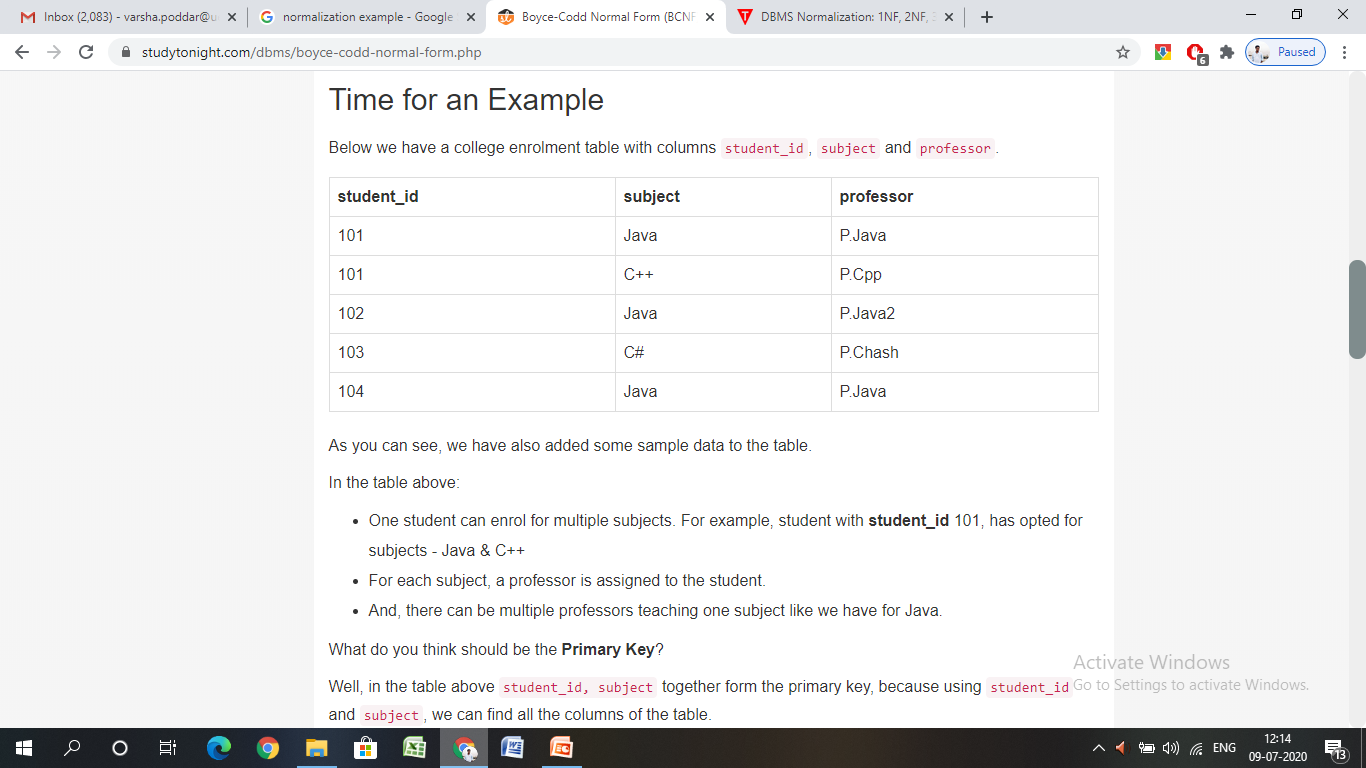 Inbox (2,083) - varsha.poddar@u
normalization example - Google
Boyce-Codd Normal Form (BCNF
DBMS Normalization: 1NF, 2NF,
studytonight.com/dbms/boyce-codd-normal-form.php
6
Paused
Time for an Example
Below we have a college enrolment table with columns student_id, subject and professor.
student_id subject professor
101 Java P.Java
101 C++ P.Cpp
102 Java P.Java2
103 C# P.Chash
104 Java P.Java
As you can see, we have also added some sample data to the table.
In the table above:
• One student can enrol for multiple subjects. For example, student with student_id 101, has opted for
subjects - Java & C++
• For each subject, a professor is assigned to the student.
• And, there can be multiple professors teaching one subject like we have for Java.
What do you think should be the Primary Key?
Activate Windows
Well, in the table above student_id, subject together form the primary key, because using student_id
Go to Settings to activate Windows.
and subject, we can find all the columns of the table.
ENG
12:14
09-07-2020
13